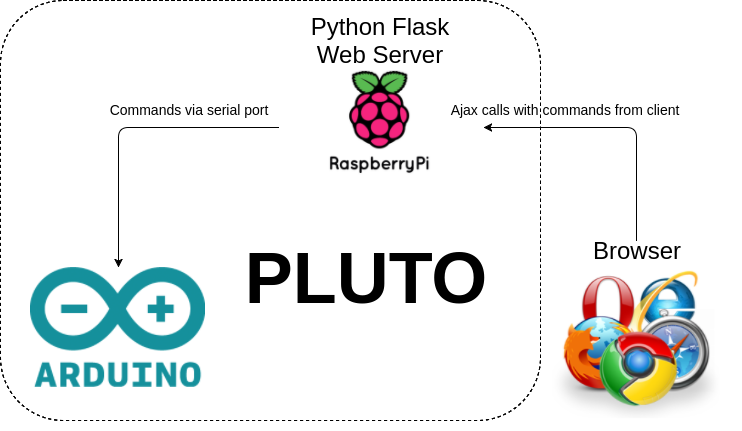 Python Flask
Web Server
Commands via serial port
Ajax calls with commands from client
RaspberryPi
PLUTO
Browser
ARDUINO